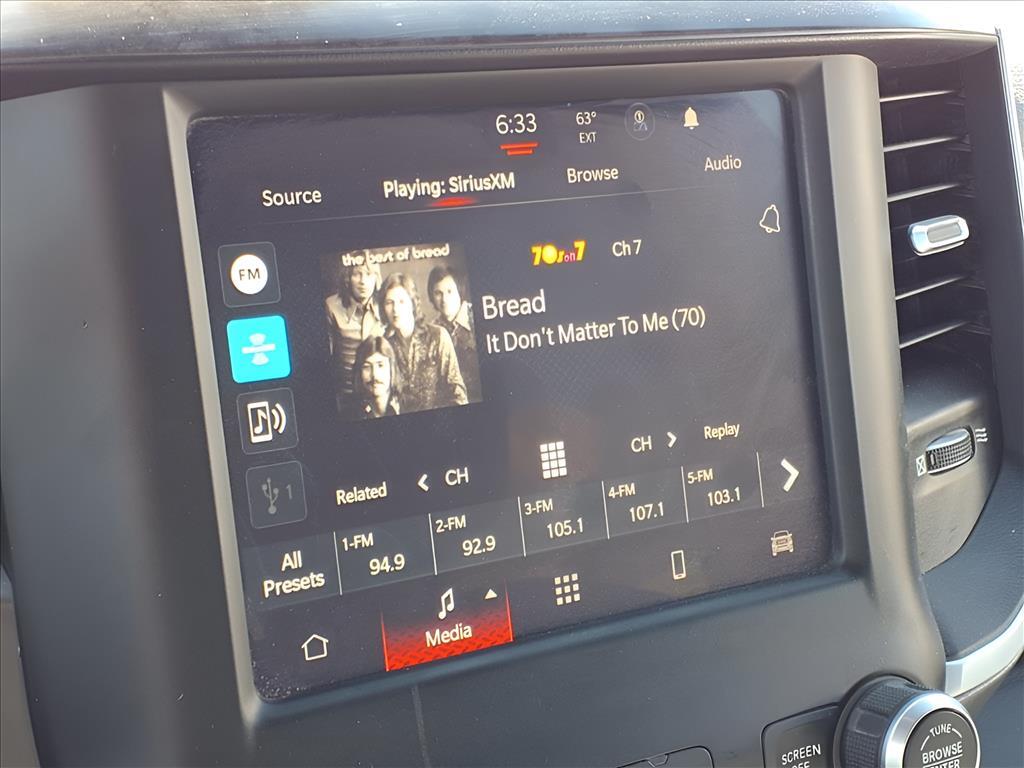 6:33
63°
EXT
Source
Playing: SiriusXM
Browse
Audio
FM
the best of bread
70s on 7
Ch 7
Bread
It Don't Matter To Me (70)
1
Related
CH
CH
Replay
All
Presets
1-FM
94.9
2-FM
92.9
3-FM
105.1
4-FM
107.1
5-FM
103.1
Media
SCREEN
OFF
TUNE
BROWSE
ENTER